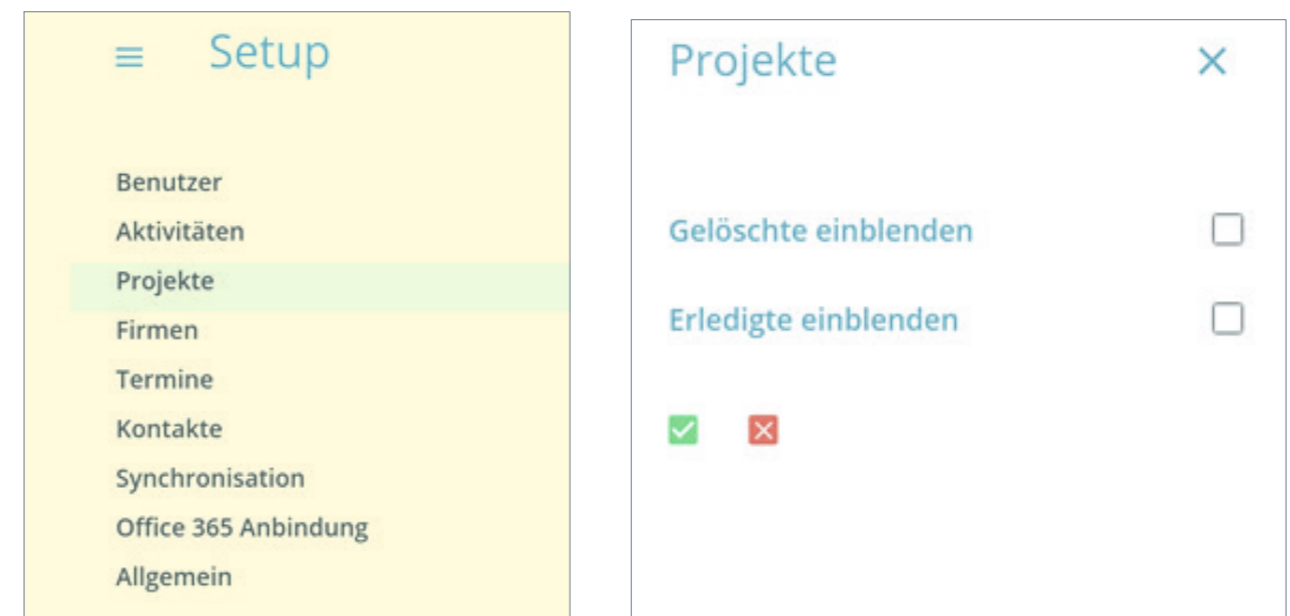 Setup
Benutzer
Aktivitäten
Projekte
Firmen
Termine
Kontakte
Synchronisation
Office 365 Anbindung
Allgemein
Projekte
Gelöschte einblenden
Erledigte einblenden